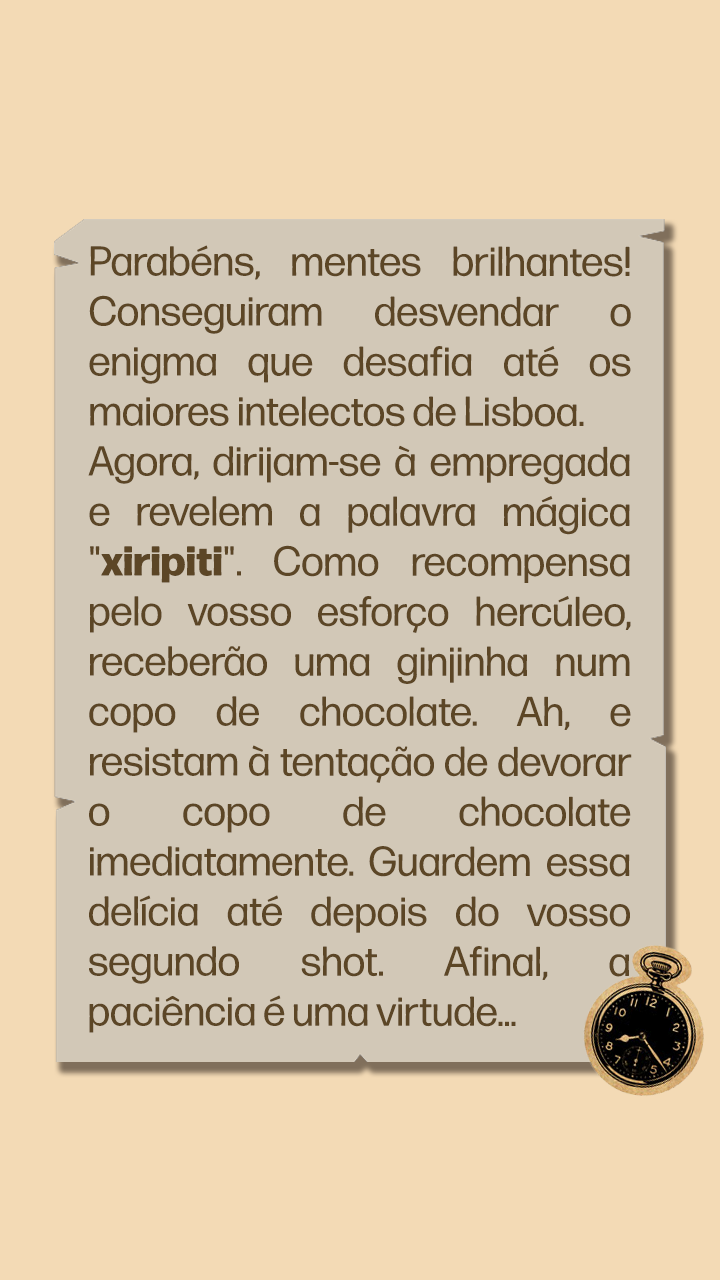 Parabéns, mentes brilhantes!
Conseguiram desvendar o
enigma que desafia até os
maiores intelectos de Lisboa.
Agora, dirijam-se à empregada
e revelem a palavra mágica
"xiripiti". Como recompensa
pelo vosso esforço hercúleo,
receberão uma ginjinha num
copo de chocolate. Ah, e
resistam à tentação de devorar
o copo de chocolate
imediatamente. Guardem essa
delícia até depois do vosso
segundo shot. Afinal, a
paciência é uma virtude...
12
1
2
3
4
5
7
8
9
10
11